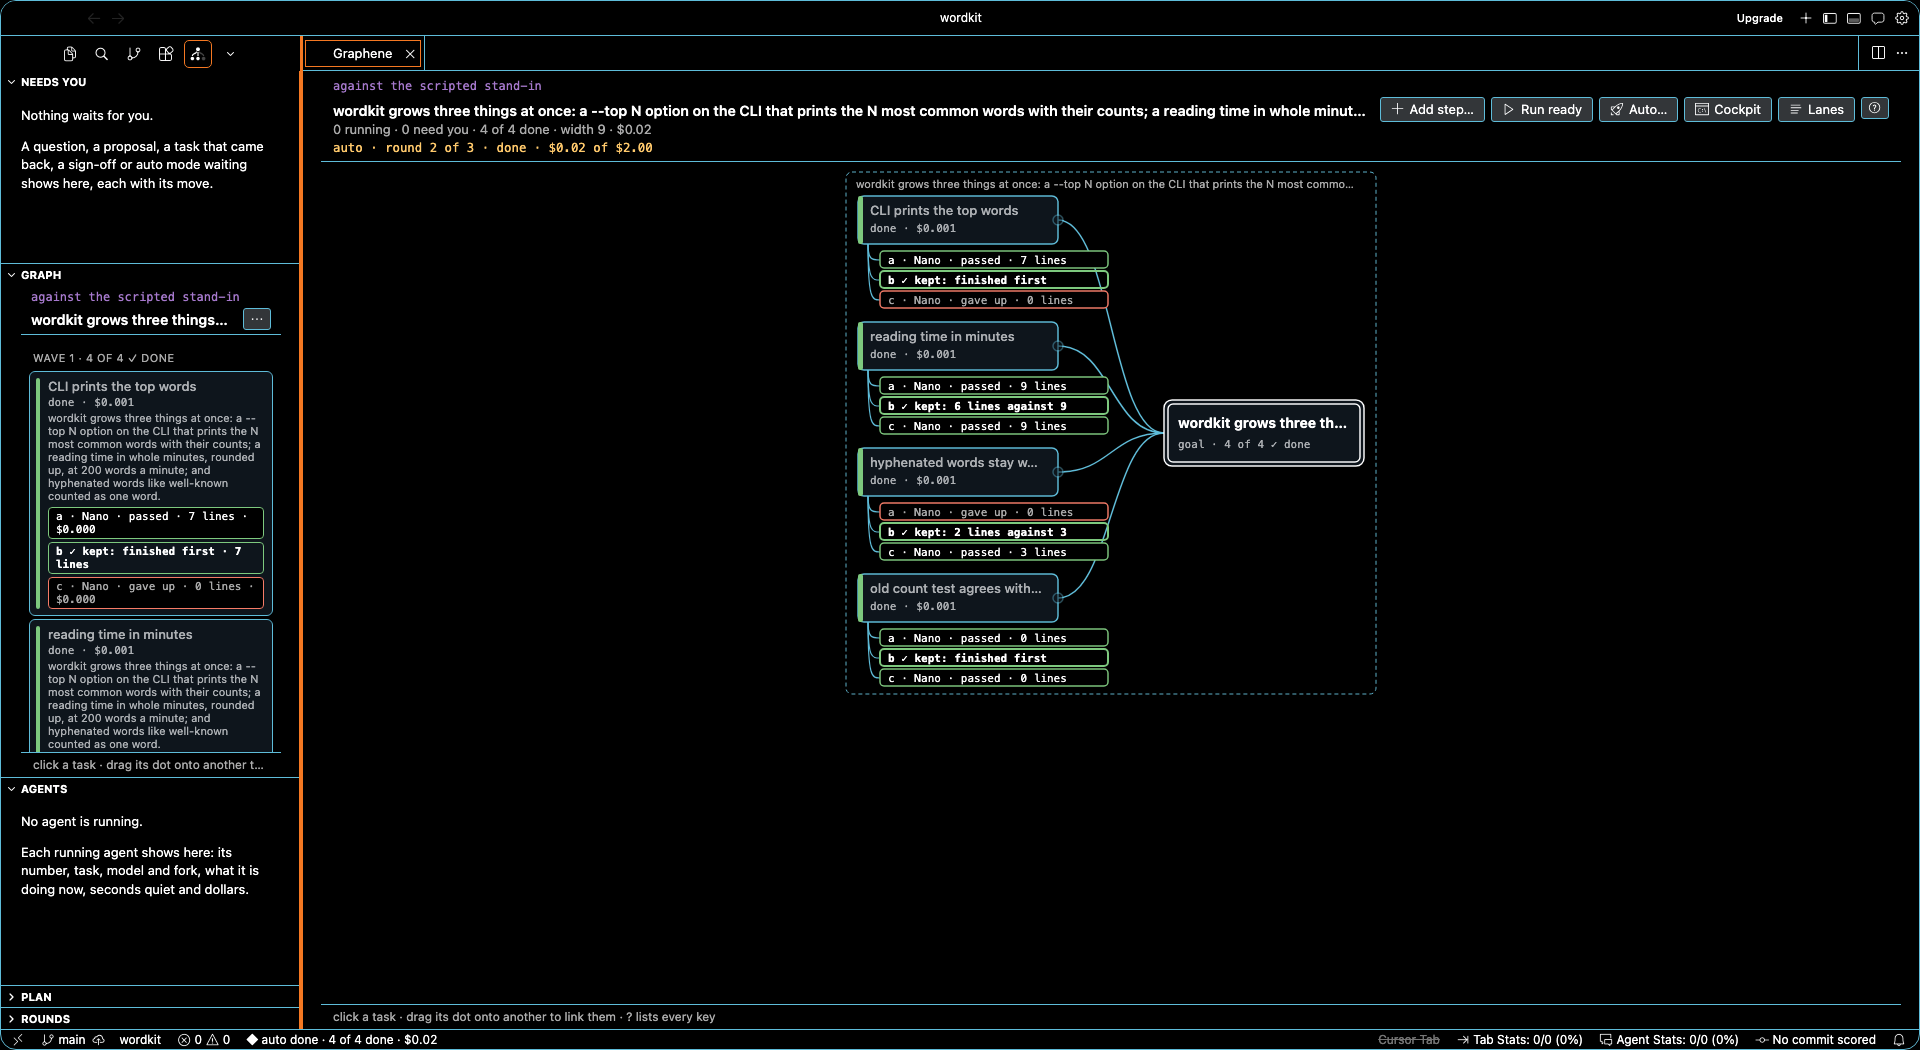 wordkit
Upgrade
NEEDS YOU
Nothing waits for you.
A question, a proposal, a task that came
back, a sign-off or auto mode waiting
shows here, each with its move.
GRAPH
against the scripted stand-in
wordkit grows three things...
WAVE 1 · 4 OF 4 ✓ DONE
CLI prints the top words
done · $0.001
wordkit grows three things at once: a --
top N option on the CLI that prints the N
most common words with their counts; a
reading time in whole minutes, rounded
up, at 200 words a minute; and
hyphenated words like well-known
counted as one word.
a · Nano · passed · 7 lines ·
$0.000
b ✓ kept: finished first · 7
lines
c · Nano · gave up · 0 lines ·
$0.000
reading time in minutes
done · $0.001
wordkit grows three things at once: a --
top N option on the CLI that prints the N
most common words with their counts; a
reading time in whole minutes, rounded
up, at 200 words a minute; and
hyphenated words like well-known
counted as one word.
click a task · drag its dot onto another t...
AGENTS
No agent is running.
Each running agent shows here: its
number, task, model and fork, what it is
doing now, seconds quiet and dollars.
PLAN
ROUNDS
Graphene
against the scripted stand-in
wordkit grows three things at once: a --top N option on the CLI that prints the N most common words with their counts; a reading time in whole minut...
0 running · 0 need you · 4 of 4 done · width 9 · $0.02
auto · round 2 of 3 · done · $0.02 of $2.00
Add step...
Run ready
Auto...
Cockpit
Lanes
wordkit grows three things at once: a --top N option on the CLI that prints the N most commo...
CLI prints the top words
done · $0.001
a · Nano · passed · 7 lines
b ✓ kept: finished first
c · Nano · gave up · 0 lines
reading time in minutes
done · $0.001
a · Nano · passed · 9 lines
b ✓ kept: 6 lines against 9
c · Nano · passed · 9 lines
hyphenated words stay w...
done · $0.001
a · Nano · gave up · 0 lines
b ✓ kept: 2 lines against 3
c · Nano · passed · 3 lines
old count test agrees with...
done · $0.001
a · Nano · passed · 0 lines
b ✓ kept: finished first
c · Nano · passed · 0 lines
wordkit grows three th...
goal · 4 of 4 ✓ done
click a task · drag its dot onto another to link them · ? lists every key
main
wordkit
0
0
auto done · 4 of 4 done · $0.02
Cursor Tab
Tab Stats: 0/0 (0%)
Agent Stats: 0/0 (0%)
No commit scored